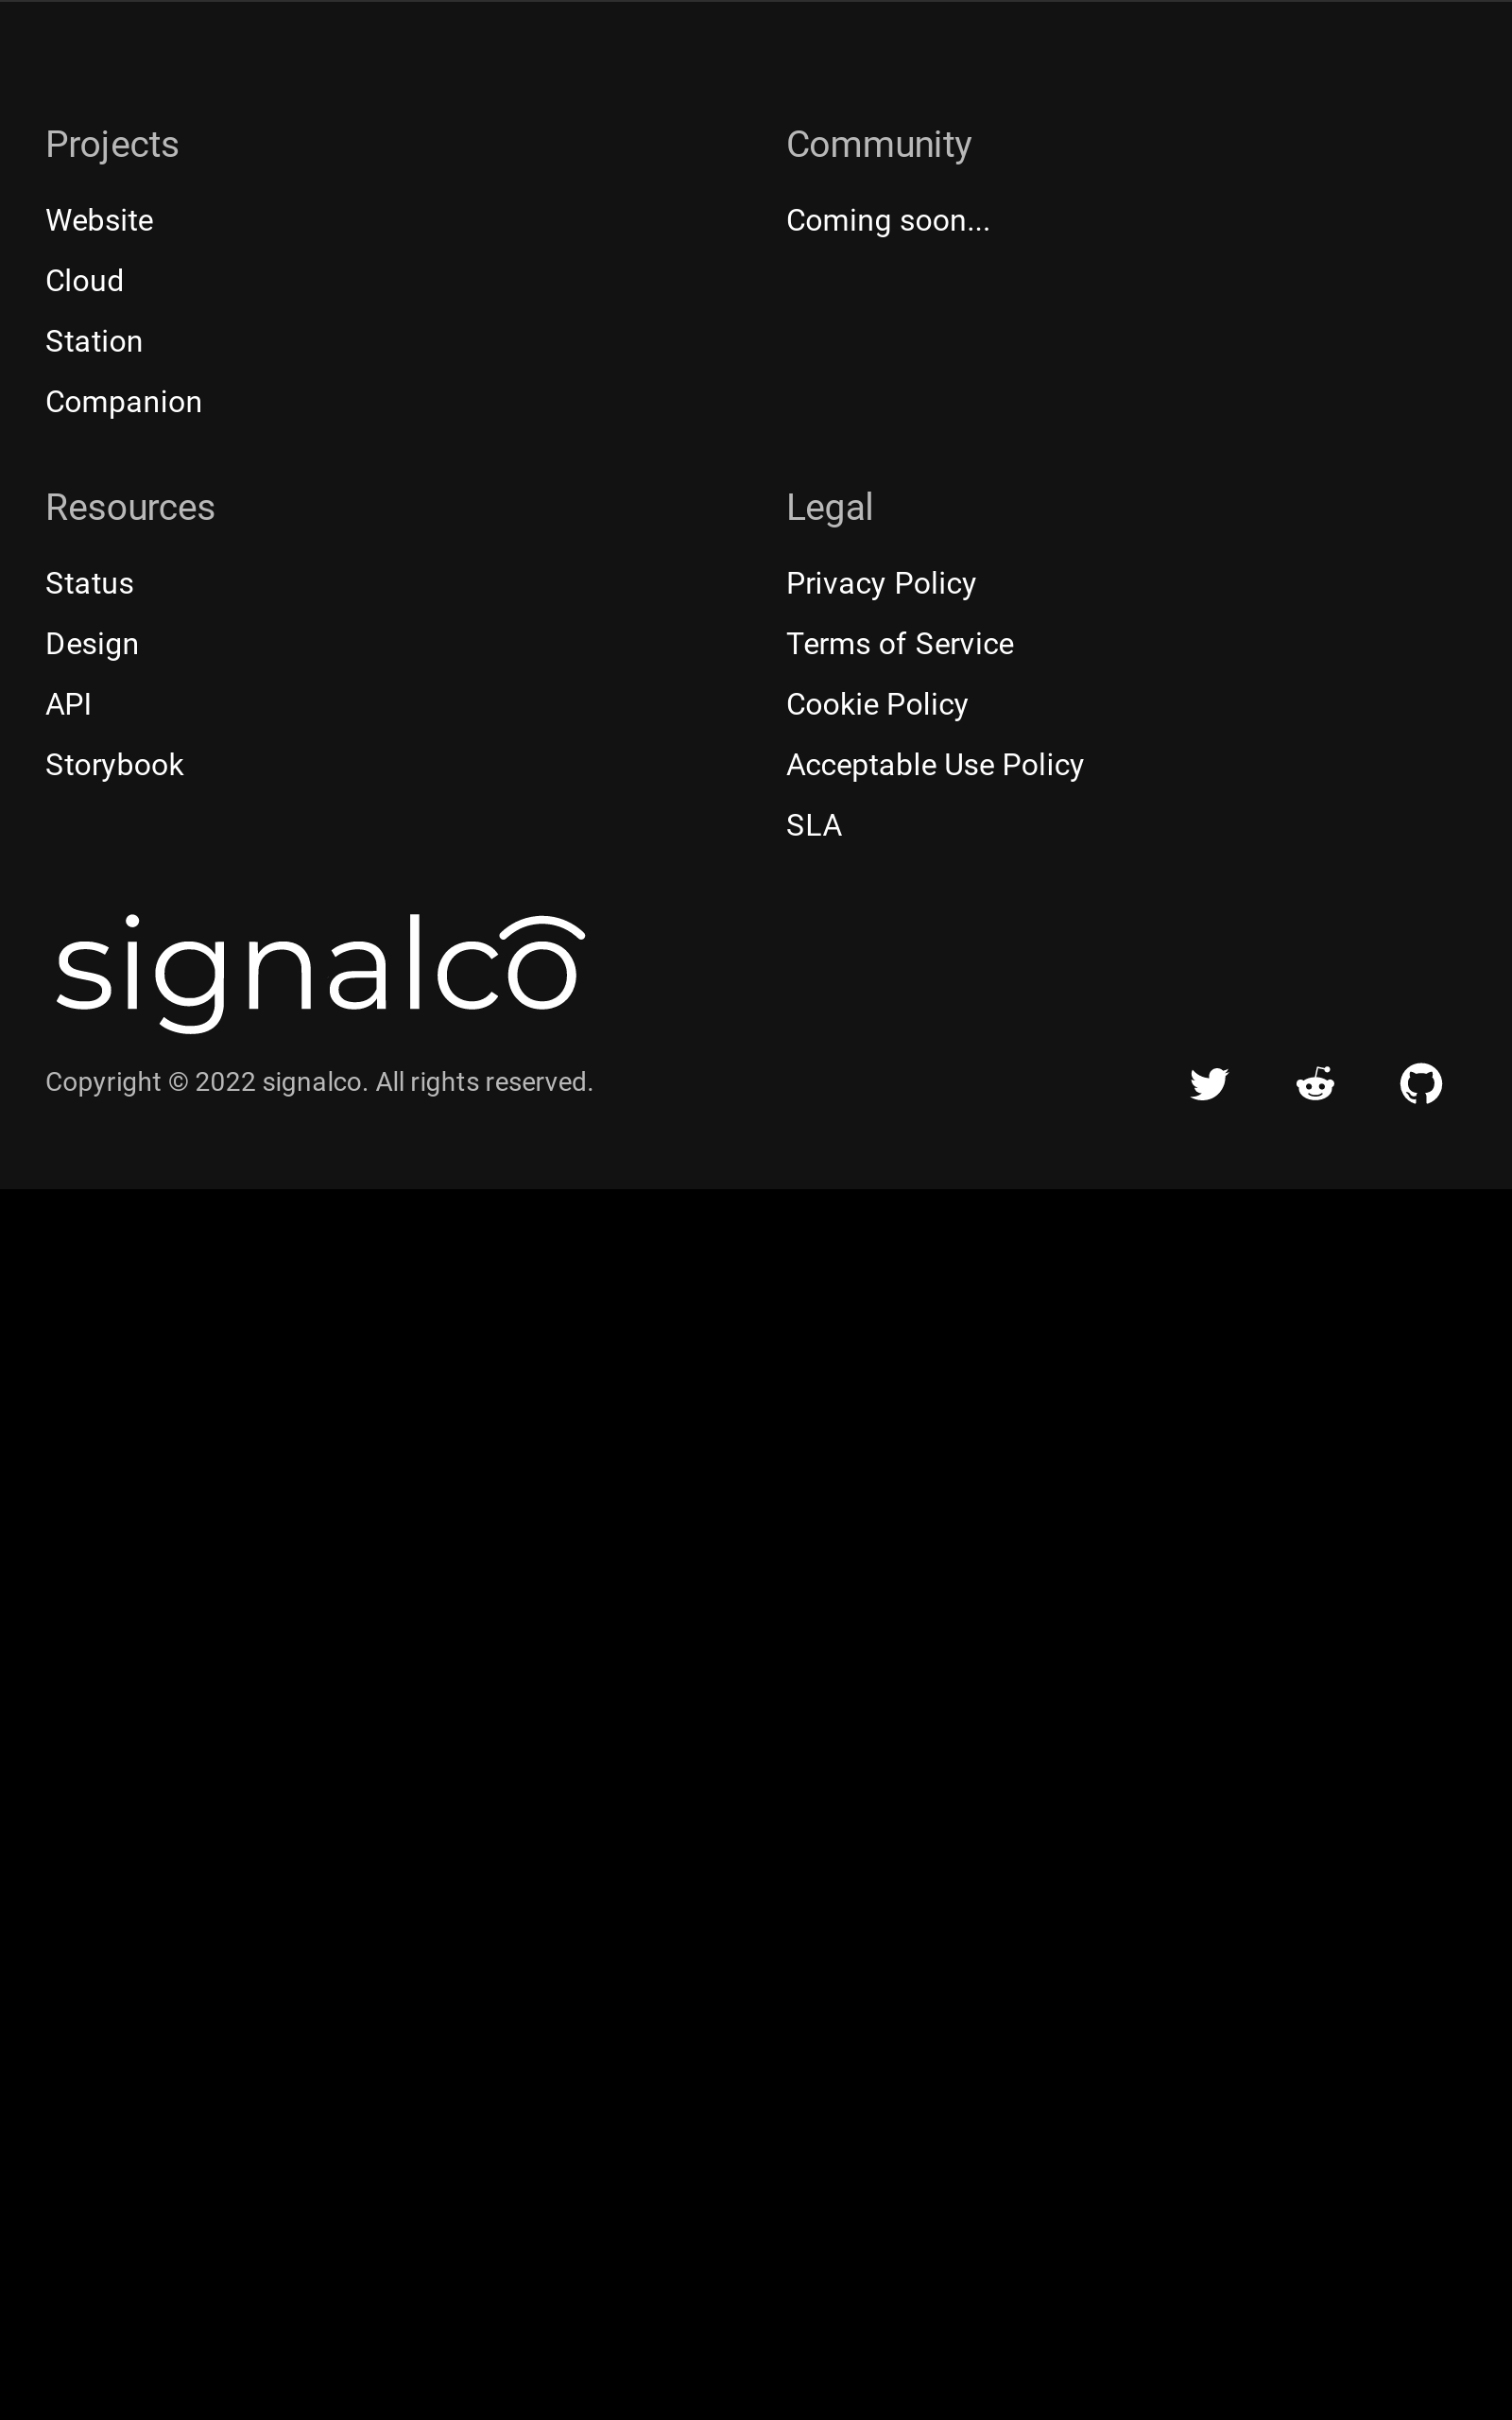 Projects
Website
Cloud
Station
Companion
Community
Coming soon...
Resources
Status
Design
API
Storybook
Legal
Privacy Policy
Terms of Service
Cookie Policy
Acceptable Use Policy
SLA
signalco
Copyright © 2022 signalco. All rights reserved.